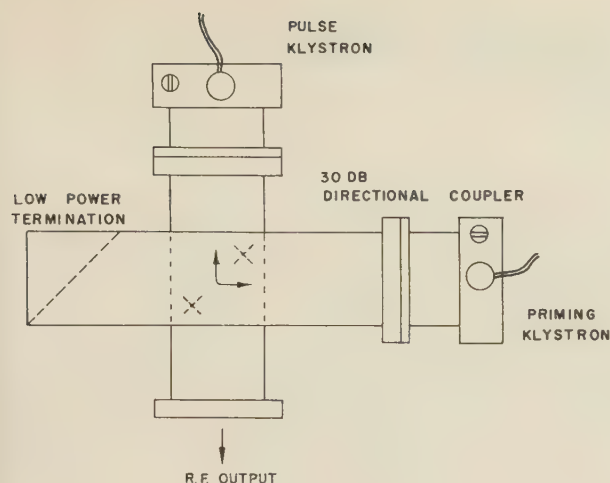 PULSE
KLYSTRON
30 DB
DIRECTIONAL COUPLER
LOW POWER
TERMINATION
PRIMING
KLYSTRON
R.F. OUTPUT